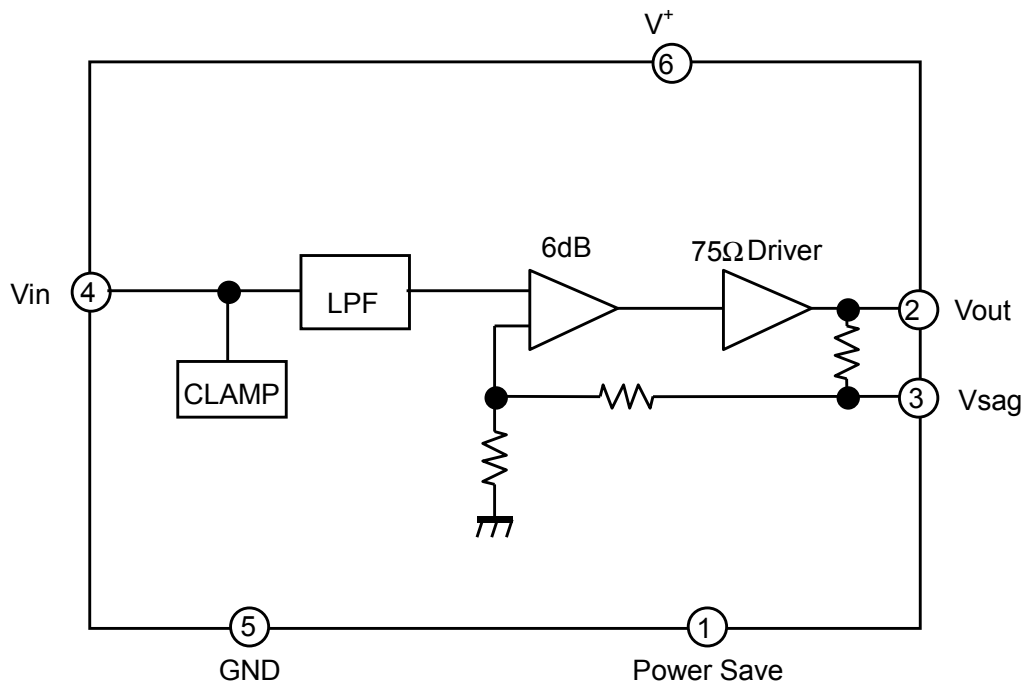 V+
6
6dB
75Ω Driver
Vin
4
LPF
2
Vout
CLAMP
3
Vsag
5
1
GND
Power Save